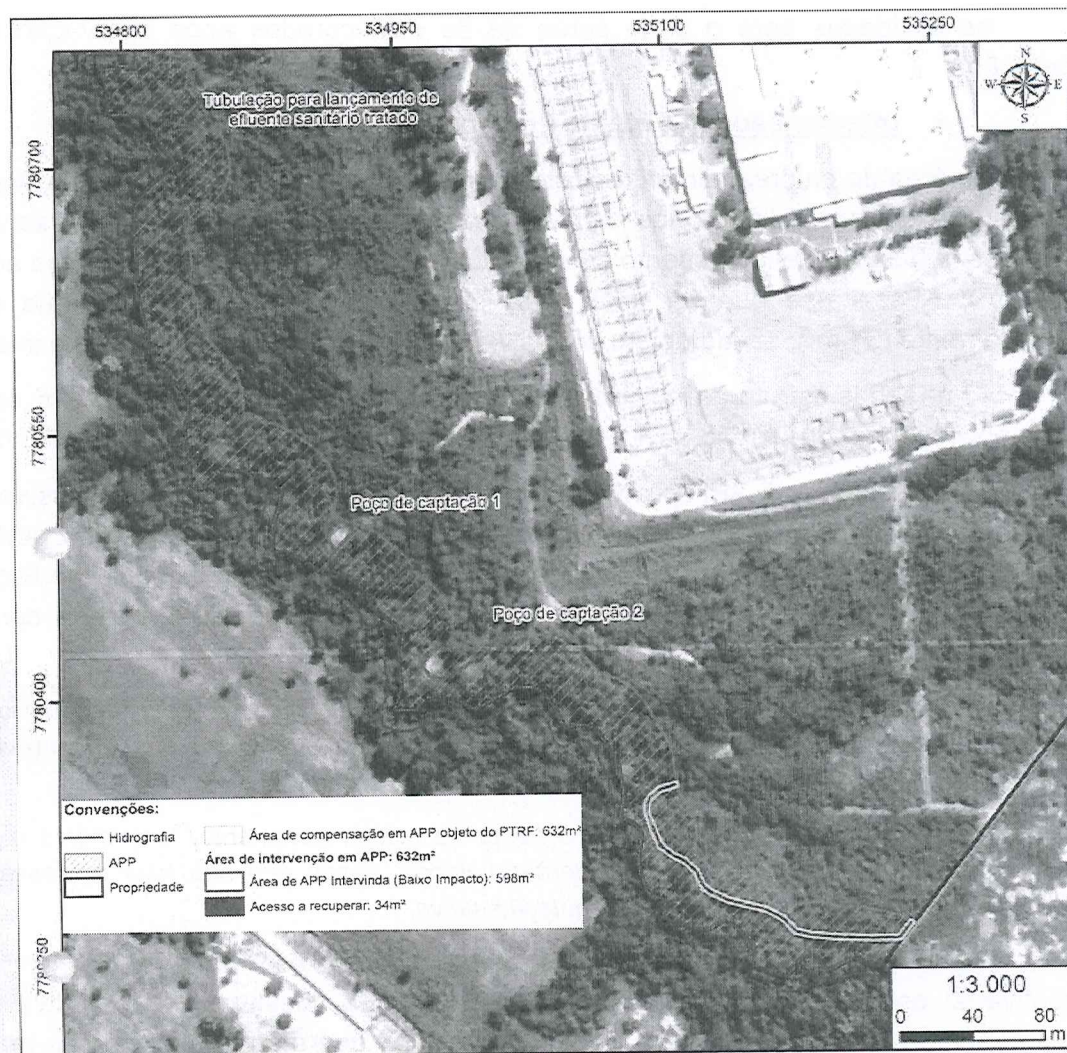 534800
534950
535100
535250
N
W
E
S
Tubulação para lançamento de
efluente sanitário tratado
7780700
7780550
Poço de captação 1
Poço de captação 2
7780400
Convenções:
Hidrografia
APP
Propriedade
Área de compensação em APP objeto do PTRF: 632m²
Área de intervenção em APP: 632m²
Área de APP Intervinda (Baixo Impacto): 598m²
Acesso a recuperar: 34m²
7780250
1:3.000
0 40 80
m